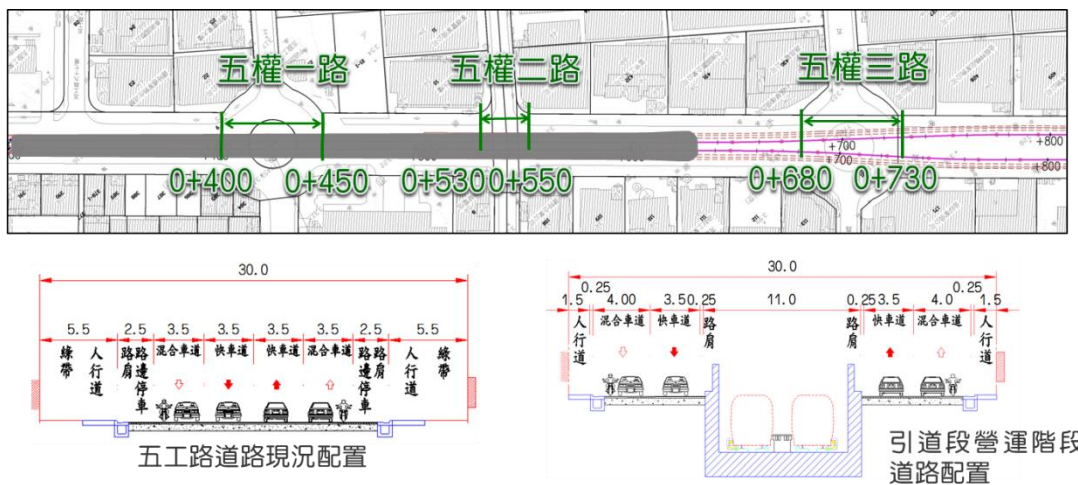 五權一路
五權二路
五權三路
0+400
0+450
0+530
0+550
0+680
0+730
+700
+700
+800
+800
30.0
5.5
2.5
3.5
3.5
3.5
3.5
2.5
5.5
綠帶
人行道
路肩
路邊停車
混合車道
快車道
快車道
混合車道
路邊停車
路肩
人行道
綠帶
五工路道路現況配置
30.0
0.25
0.25
1.5
4.00
3.5
0.25
11.0
0.25
3.5
4.0
1.5
人行道
混合車道
快車道
路肩
路肩
快車道
混合車道
人行道
引道段營運階段
道路配置